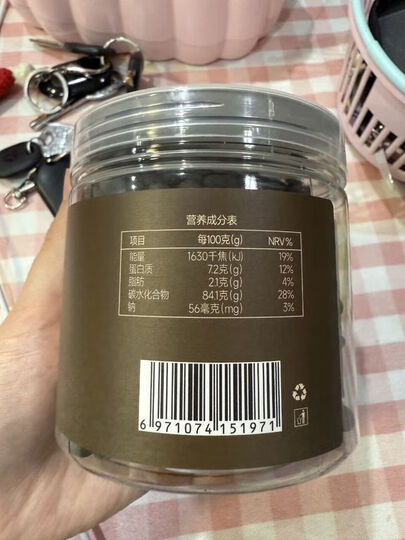 营养成分表
项目 每100克(g) NRV%
能量 1630千焦(kJ) 19%
蛋白质 7.2克(g) 12%
脂肪 2.1克(g) 4%
碳水化合物 84.1克(g) 28%
钠 56毫克(mg) 3%
6 971074 151971